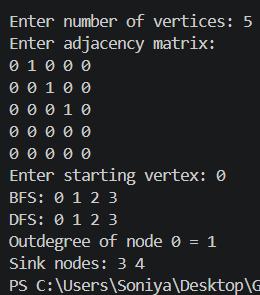 Enter number of vertices: 5
Enter adjacency matrix:
0 1 0 0 0
0 0 1 0 0
0 0 0 1 0
0 0 0 0 0
0 0 0 0 0
Enter starting vertex: 0
BFS: 0 1 2 3
DFS: 0 1 2 3
Outdegree of node 0 = 1
Sink nodes: 3 4
PS C:\Users\Soniya\Desktop\G